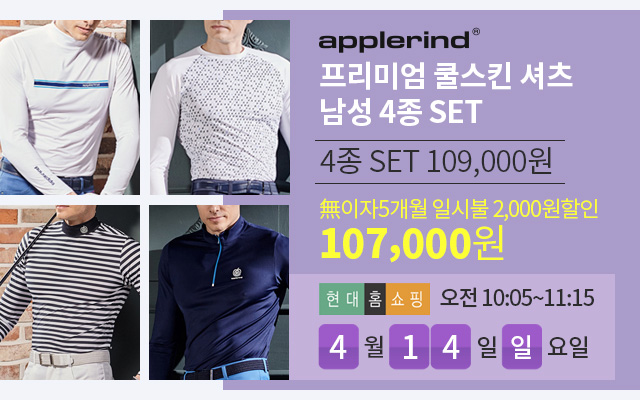 applerind®
프리미엄 쿨스킨 셔츠
남성 4종 SET
4종 SET 109,000원
無이자5개월 일시불 2,000원할인
107,000원
현대홈쇼핑 오전 10:05~11:15
4월 14일 일요일